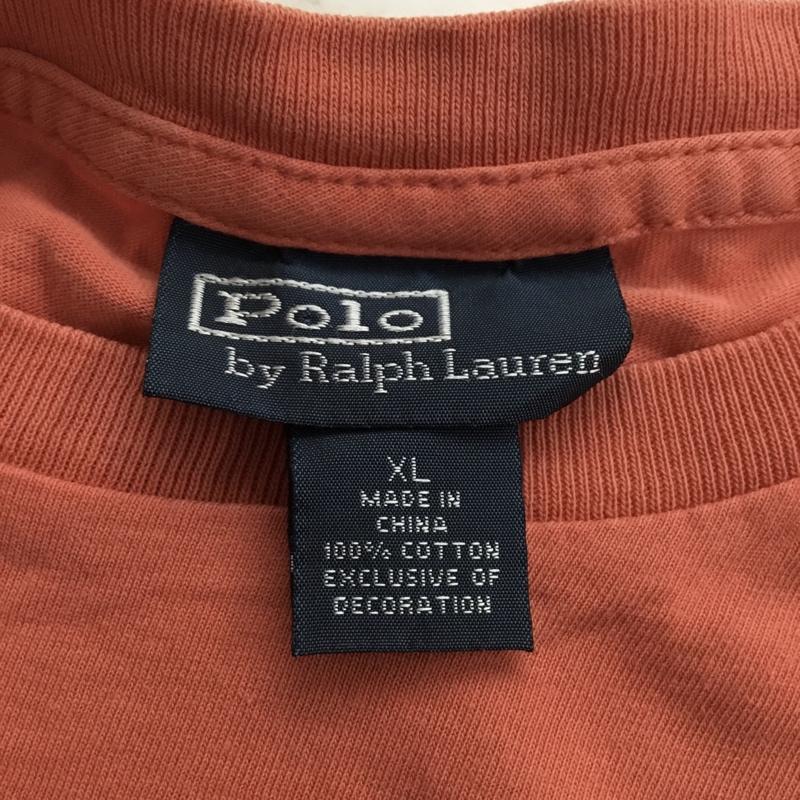 Polo
by Ralph Lauren
XL
MADE IN
CHINA
100% COTTON
EXCLUSIVE OF
DECORATION